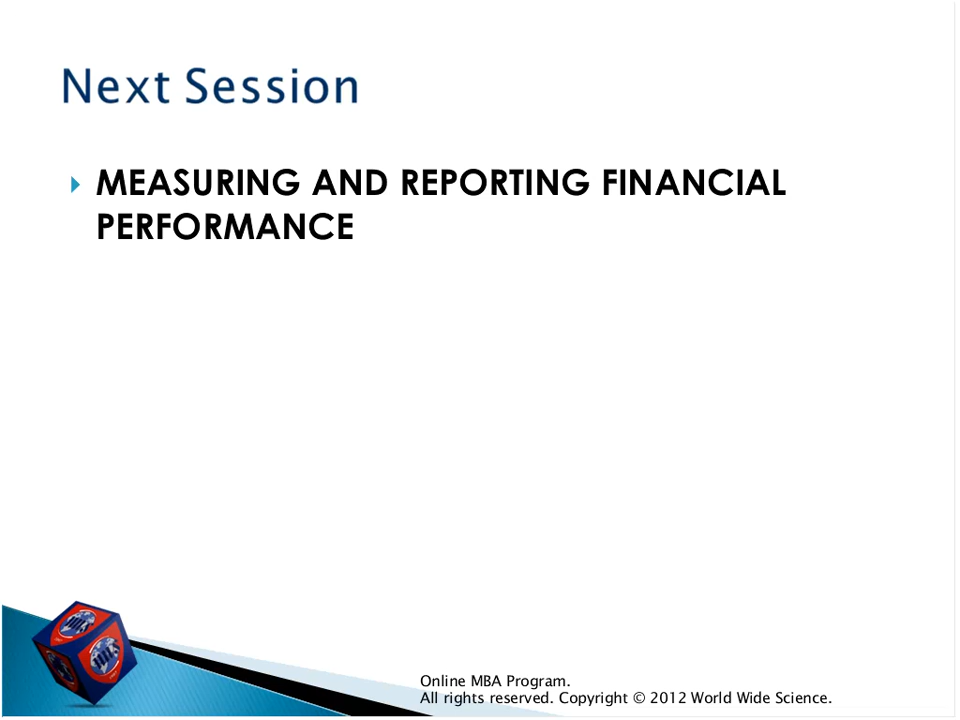 Next Session
MEASURING AND REPORTING FINANCIAL
PERFORMANCE
Online MBA Program.
All rights reserved. Copyright © 2012 World Wide Science.